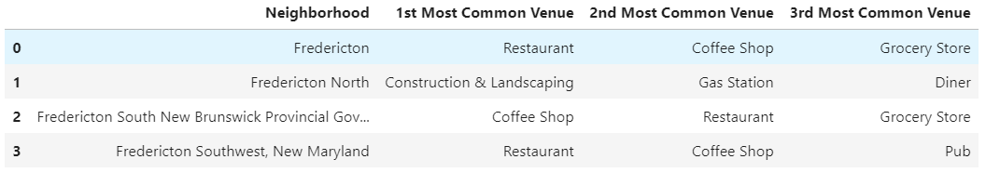 Neighborhood 1st Most Common Venue 2nd Most Common Venue 3rd Most Common Venue
0 Fredericton Restaurant Coffee Shop Grocery Store
1 Fredericton North Construction & Landscaping Gas Station Diner
2 Fredericton South New Brunswick Provincial Gov... Coffee Shop Restaurant Grocery Store
3 Fredericton Southwest, New Maryland Restaurant Coffee Shop Pub